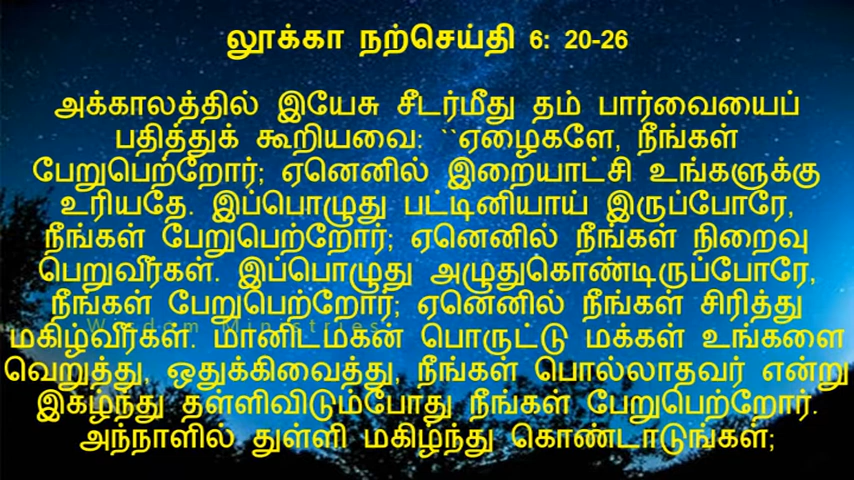 லூக்கா நற்செய்தி 6: 20-26
அக்காலத்தில் இயேசு சீடர்மீது தம் பார்வையைப்
பதித்துக் கூறியவை: ``ஏழைகளே, நீங்கள்
பேறுபெற்றோர்; ஏனெனில் இறையாட்சி உங்களுக்கு
உரியதே. இப்பொழுது பட்டினியாய் இருப்போரே,
நீங்கள் பேறுபெற்றோர்; ஏனெனில் நீங்கள் நிறைவு
பெறுவீர்கள். இப்பொழுது அழுதுகொண்டிருப்போரே,
நீங்கள் பேறுபெற்றோர்; ஏனெனில் நீங்கள் சிரித்து
Wisdom Ministries
மகிழ்வீர்கள். மானிடமகன் பொருட்டு மக்கள் உங்களை
வெறுத்து, ஒதுக்கிவைத்து, நீங்கள் பொல்லாதவர் என்று
இகழ்ந்து தள்ளிவிடும்போது நீங்கள் பேறுபெற்றோர்.
அந்நாளில் துள்ளி மகிழ்ந்து கொண்டாடுங்கள்;